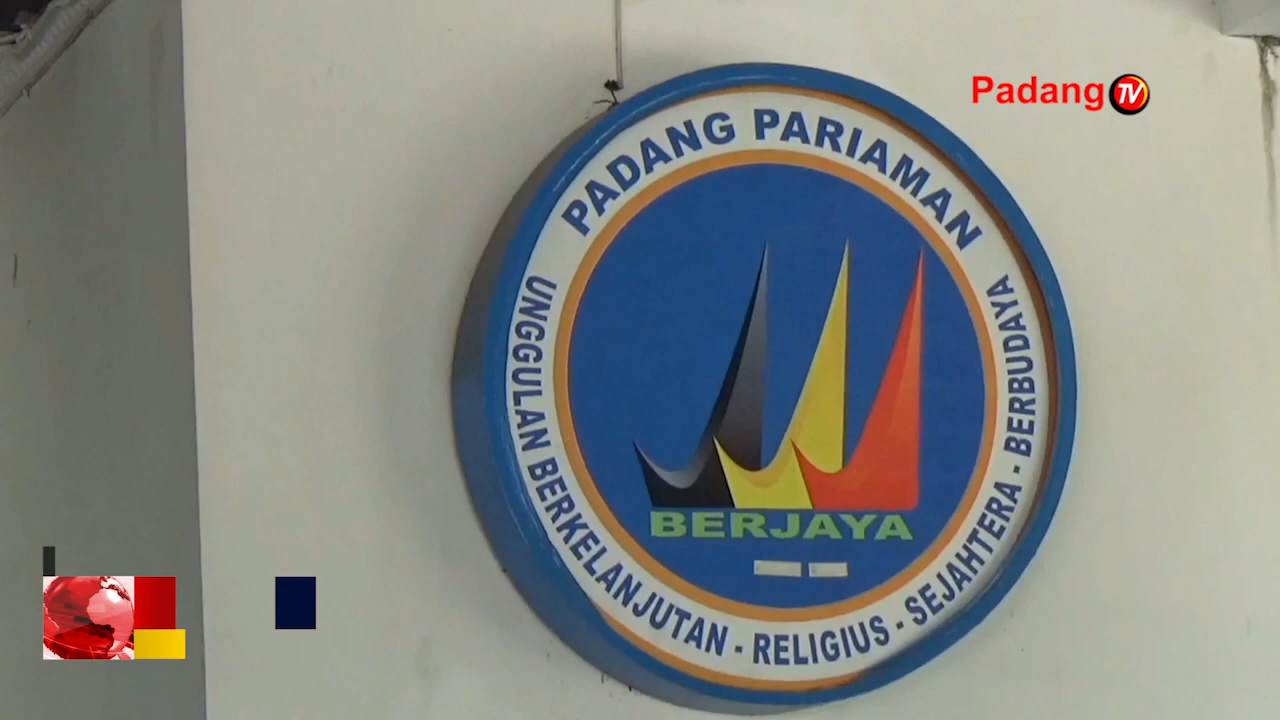 Padang TV
PADANG PARIAMAN
UNGGULAN BERKELANJUTAN - RELIGIUS - SEJAHTERA - BERBUDAYA
BERJAYA